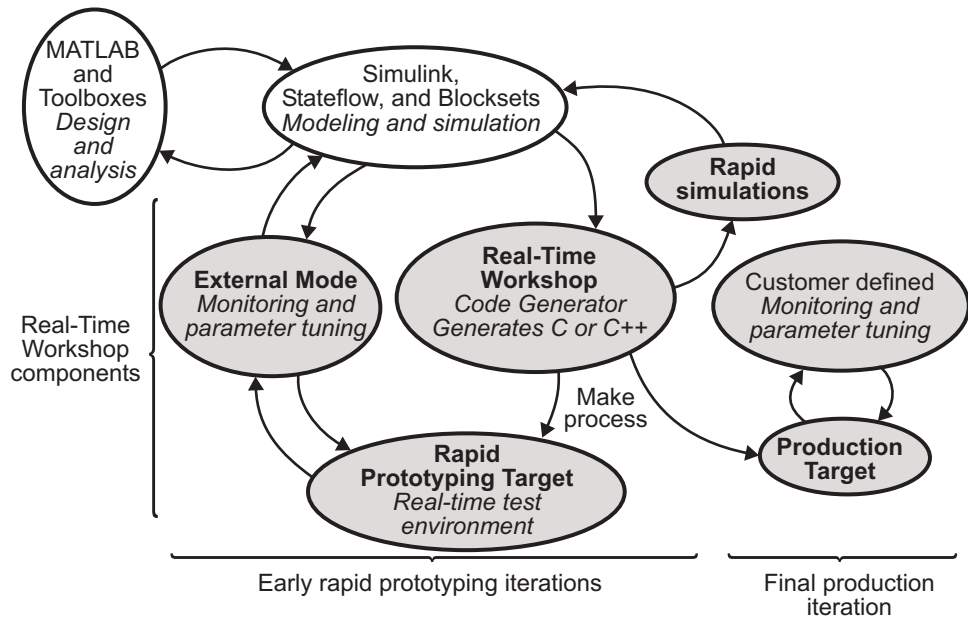 MATLAB
and
Toolboxes
Design
and
analysis
Simulink,
Stateflow, and Blocksets
Modeling and simulation
Rapid
simulations
External Mode
Monitoring and
parameter tuning
Real-Time
Workshop
Code Generator
Generates C or C++
Customer defined
Monitoring and
parameter tuning
Real-Time
Workshop
components
Make
process
Rapid
Prototyping Target
Real-time test
environment
Production
Target
Early rapid prototyping iterations
Final production
iteration